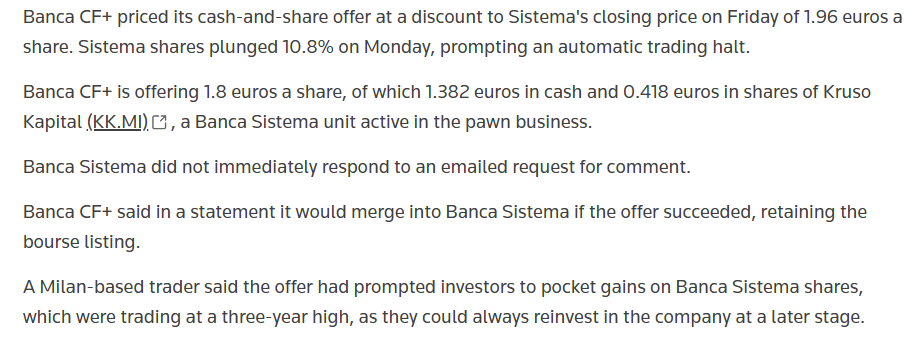 Banca CF+ priced its cash-and-share offer at a discount to Sistema's closing price on Friday of 1.96 euros a
share. Sistema shares plunged 10.8% on Monday, prompting an automatic trading halt.
Banca CF+ is offering 1.8 euros a share, of which 1.382 euros in cash and 0.418 euros in shares of Kruso
Kapital (KK.MI), a Banca Sistema unit active in the pawn business.
Banca Sistema did not immediately respond to an emailed request for comment.
Banca CF+ said in a statement it would merge into Banca Sistema if the offer succeeded, retaining the
bourse listing.
A Milan-based trader said the offer had prompted investors to pocket gains on Banca Sistema shares,
which were trading at a three-year high, as they could always reinvest in the company at a later stage.